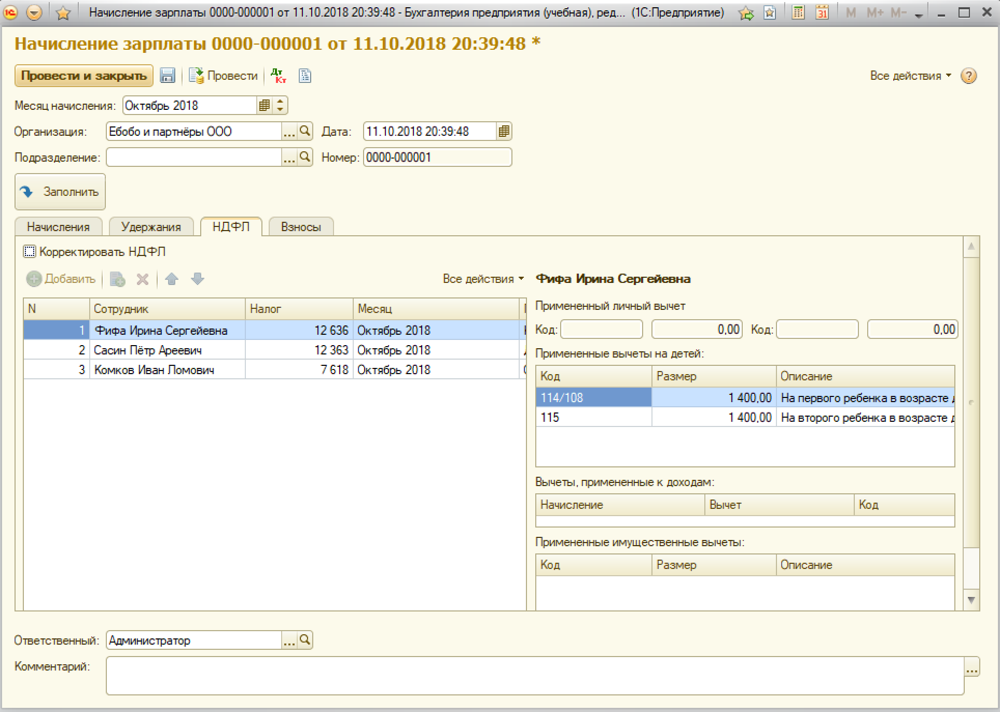 Начисление зарплаты 0000-000001 от 11.10.2018 20:39:48 - Бухгалтерия предприятия (учебная), ред... (1С:Предприятие)
31 M M+ M-
Начисление зарплаты 0000-000001 от 11.10.2018 20:39:48 *
Провести и закрыть Провести Дт Кт Все действия ?
Месяц начисления: Октябрь 2018
Организация: Ебобо и партнёры ООО ... Дата: 11.10.2018 20:39:48
Подразделение: ... Номер: 0000-000001
Заполнить
Начисления Удержания НДФЛ Взносы
Корректировать НДФЛ
Добавить Все действия Фифа Ирина Сергейевна
N Сотрудник Налог Месяц
1 Фифа Ирина Сергейевна 12 636 Октябрь 2018
2 Сасин Пётр Ареевич 12 363 Октябрь 2018
3 Комков Иван Ломович 7 618 Октябрь 2018
Примененный личный вычет
Код: 0,00 Код: 0,00
Примененные вычеты на детей:
Код Размер Описание
114/108 1 400,00 На первого ребенка в возрасте
115 1 400,00 На второго ребенка в возрасте
Вычеты, примененные к доходам:
Начисление Вычет Код
Примененные имущественные вычеты:
Код Размер Описание
Ответственный: Администратор ...
Комментарий: ...